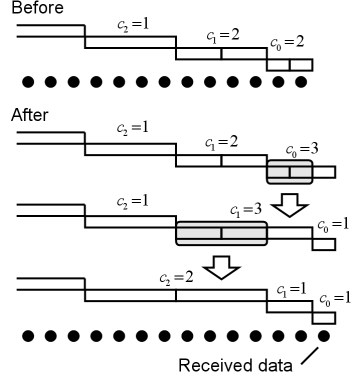 Before
c₂=1
c₁=2
c₀=2
After
c₂=1
c₁=2
c₀=3
c₂=1
c₁=3
c₀=1
c₂=2
c₁=1
c₀=1
Received data